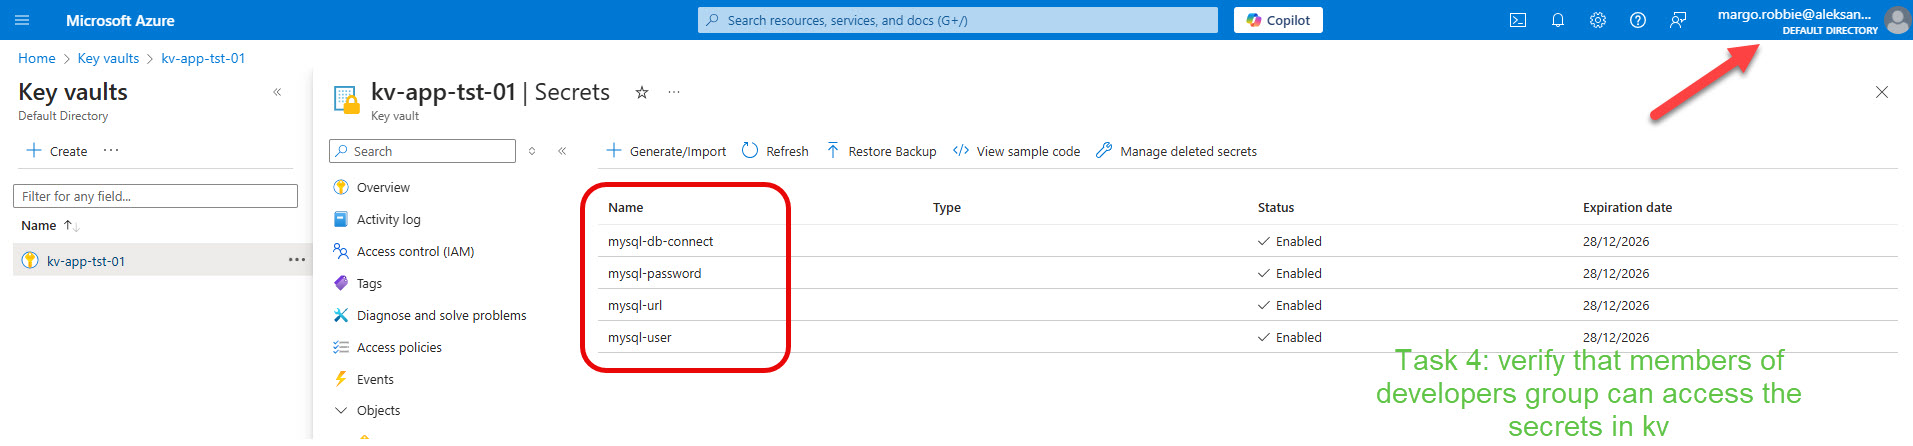 Microsoft Azure
Search resources, services, and docs (G+/)
Copilot
margo.robbie@aleksan...
DEFAULT DIRECTORY
Home > Key vaults > kv-app-tst-01
Key vaults
Default Directory
+ Create ...
Filter for any field...
Name ↑↓
kv-app-tst-01 ...
kv-app-tst-01 | Secrets ☆ ...
Key vault
Search
Overview
Activity log
Access control (IAM)
Tags
Diagnose and solve problems
Access policies
Events
Objects
+ Generate/Import Refresh Restore Backup View sample code Manage deleted secrets
Name Type Status Expiration date
mysql-db-connect ✓ Enabled 28/12/2026
mysql-password ✓ Enabled 28/12/2026
mysql-url ✓ Enabled 28/12/2026
mysql-user ✓ Enabled 28/12/2026
Task 4: verify that members of
developers group can access the
secrets in kv